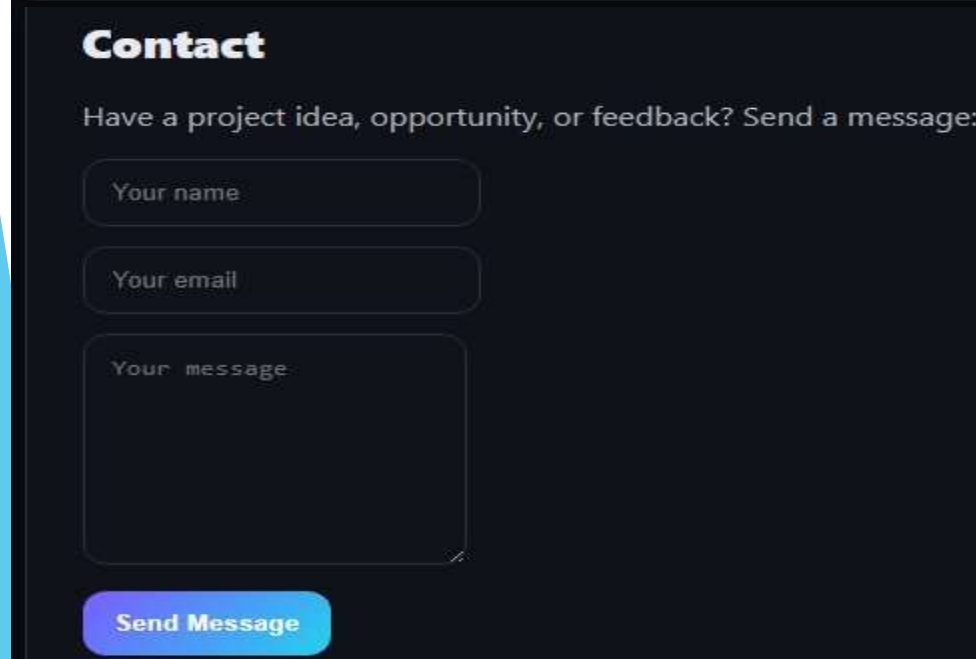 Contact
Have a project idea, opportunity, or feedback? Send a message:
Your name
Your email
Your message
Send Message